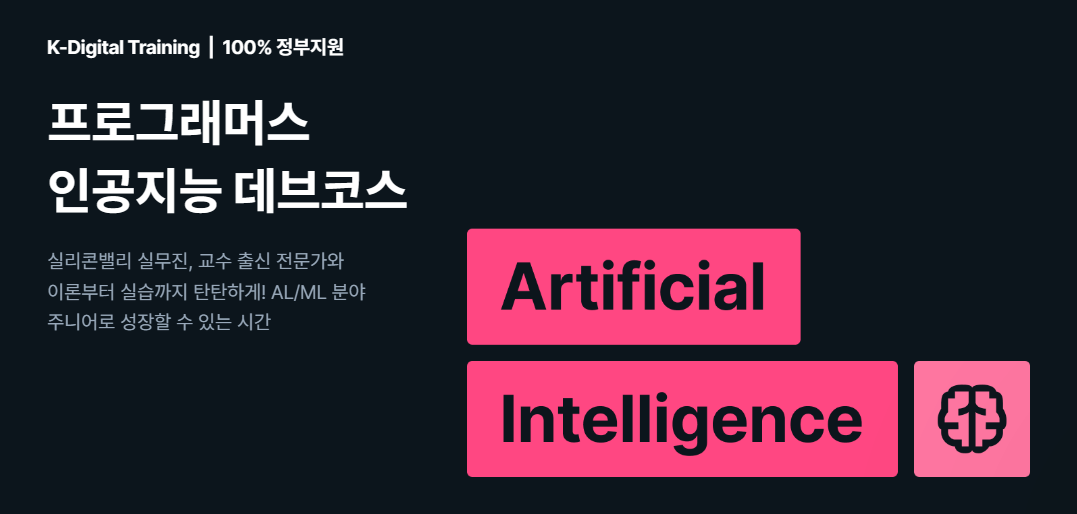 K-Digital Training | 100% 정부지원
프로그래머스
인공지능 데브코스
실리콘밸리 실무진, 교수 출신 전문가와
이론부터 실습까지 탄탄하게! AL/ML 분야
주니어로 성장할 수 있는 시간
Artificial
Intelligence